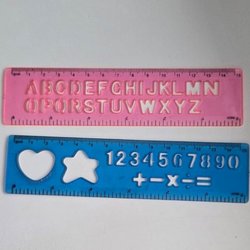 ABCDEFGHIJKLMN
OPQRSTUVWXYZ
1234567890
+-×÷=